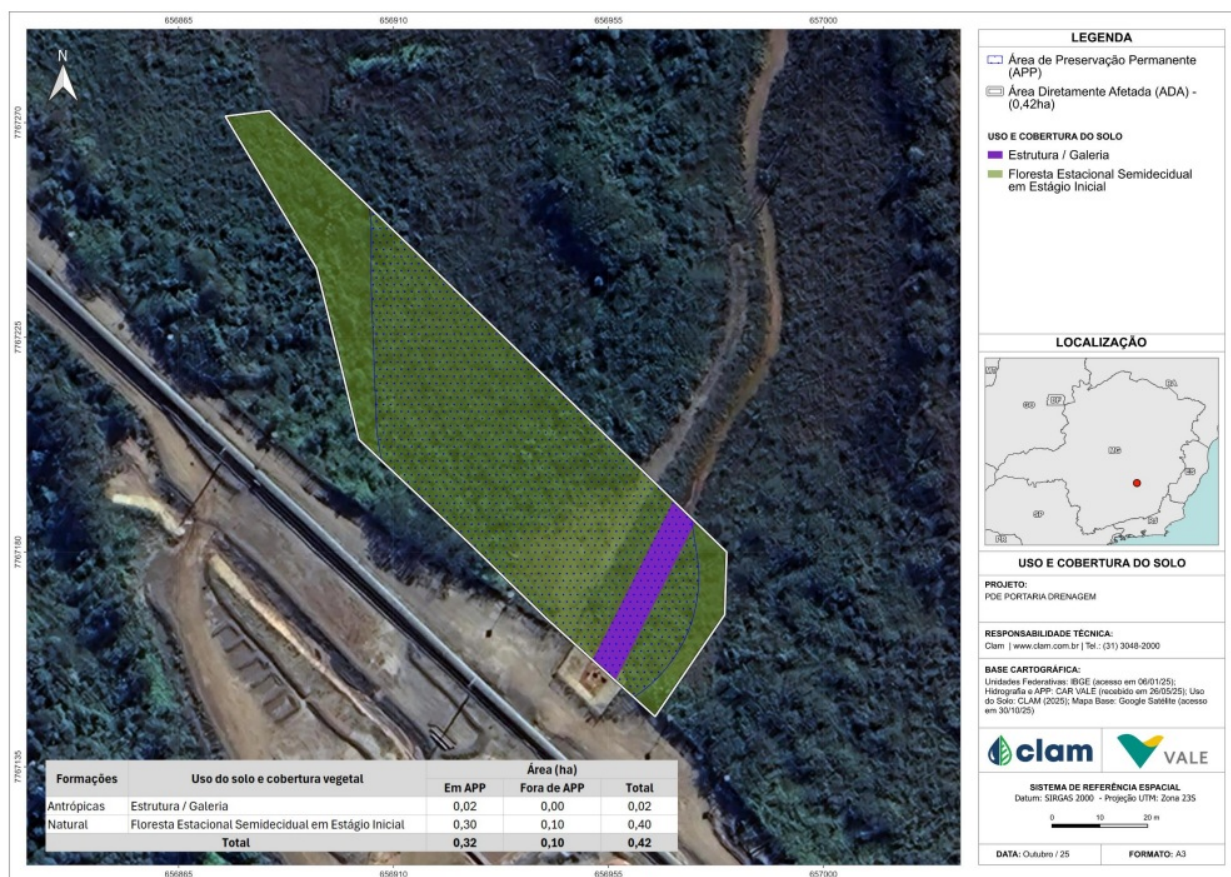 656865 656910 656955 657000
N
7767270
7767225
7767180
7767135
Formações Uso do solo e cobertura vegetal Área (ha)
Em APP Fora de APP Total
Antrópicas Estrutura / Galeria 0,02 0,00 0,02
Natural Floresta Estacional Semidecidual em Estágio Inicial 0,30 0,10 0,40
Total 0,32 0,10 0,42
656865 656910 656955 657000
LEGENDA
Área de Preservação Permanente
(APP)
Área Diretamente Afetada (ADA) -
(0,42ha)
USO E COBERTURA DO SOLO
Estrutura / Galeria
Floresta Estacional Semidecidual
em Estágio Inicial
LOCALIZAÇÃO
MT BA
GO DF
MG
ES
SP RJ
PR
USO E COBERTURA DO SOLO
PROJETO:
PDE PORTARIA DRENAGEM
RESPONSABILIDADE TÉCNICA:
Clam | www.clam.com.br | Tel.: (31) 3048-2000
BASE CARTOGRÁFICA:
Unidades Federativas: IBGE (acesso em 06/01/25);
Hidrografia e APP: CAR VALE (recebido em 26/05/25); Uso
do Solo: CLAM (2025); Mapa Base: Google Satélite (acesso
em 30/10/25)
clam VALE
SISTEMA DE REFERÊNCIA ESPACIAL
Datum: SIRGAS 2000 - Projeção UTM: Zona 23S
0 10 20 m
DATA: Outubro / 25 FORMATO: A3